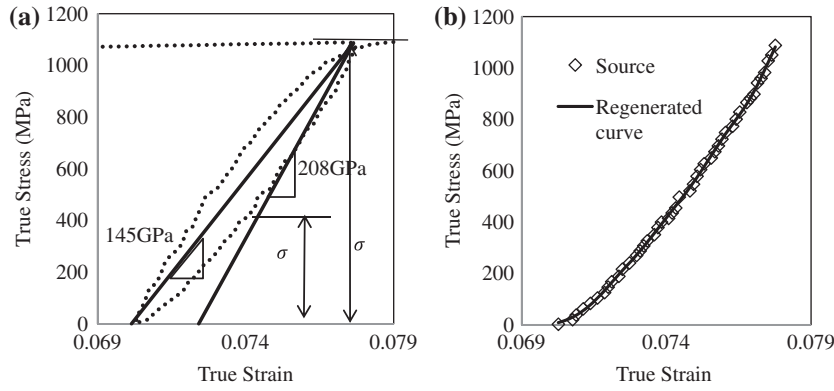 (a)
1200
1000
800
600
400
200
0
0.069
0.074
0.079
True Stress (MPa)
True Strain
208GPa
145GPa
σ
σ
(b)
1200
1000
800
600
400
200
0
0.069
0.074
0.079
True Stress (MPa)
True Strain
Source
Regenerated
curve